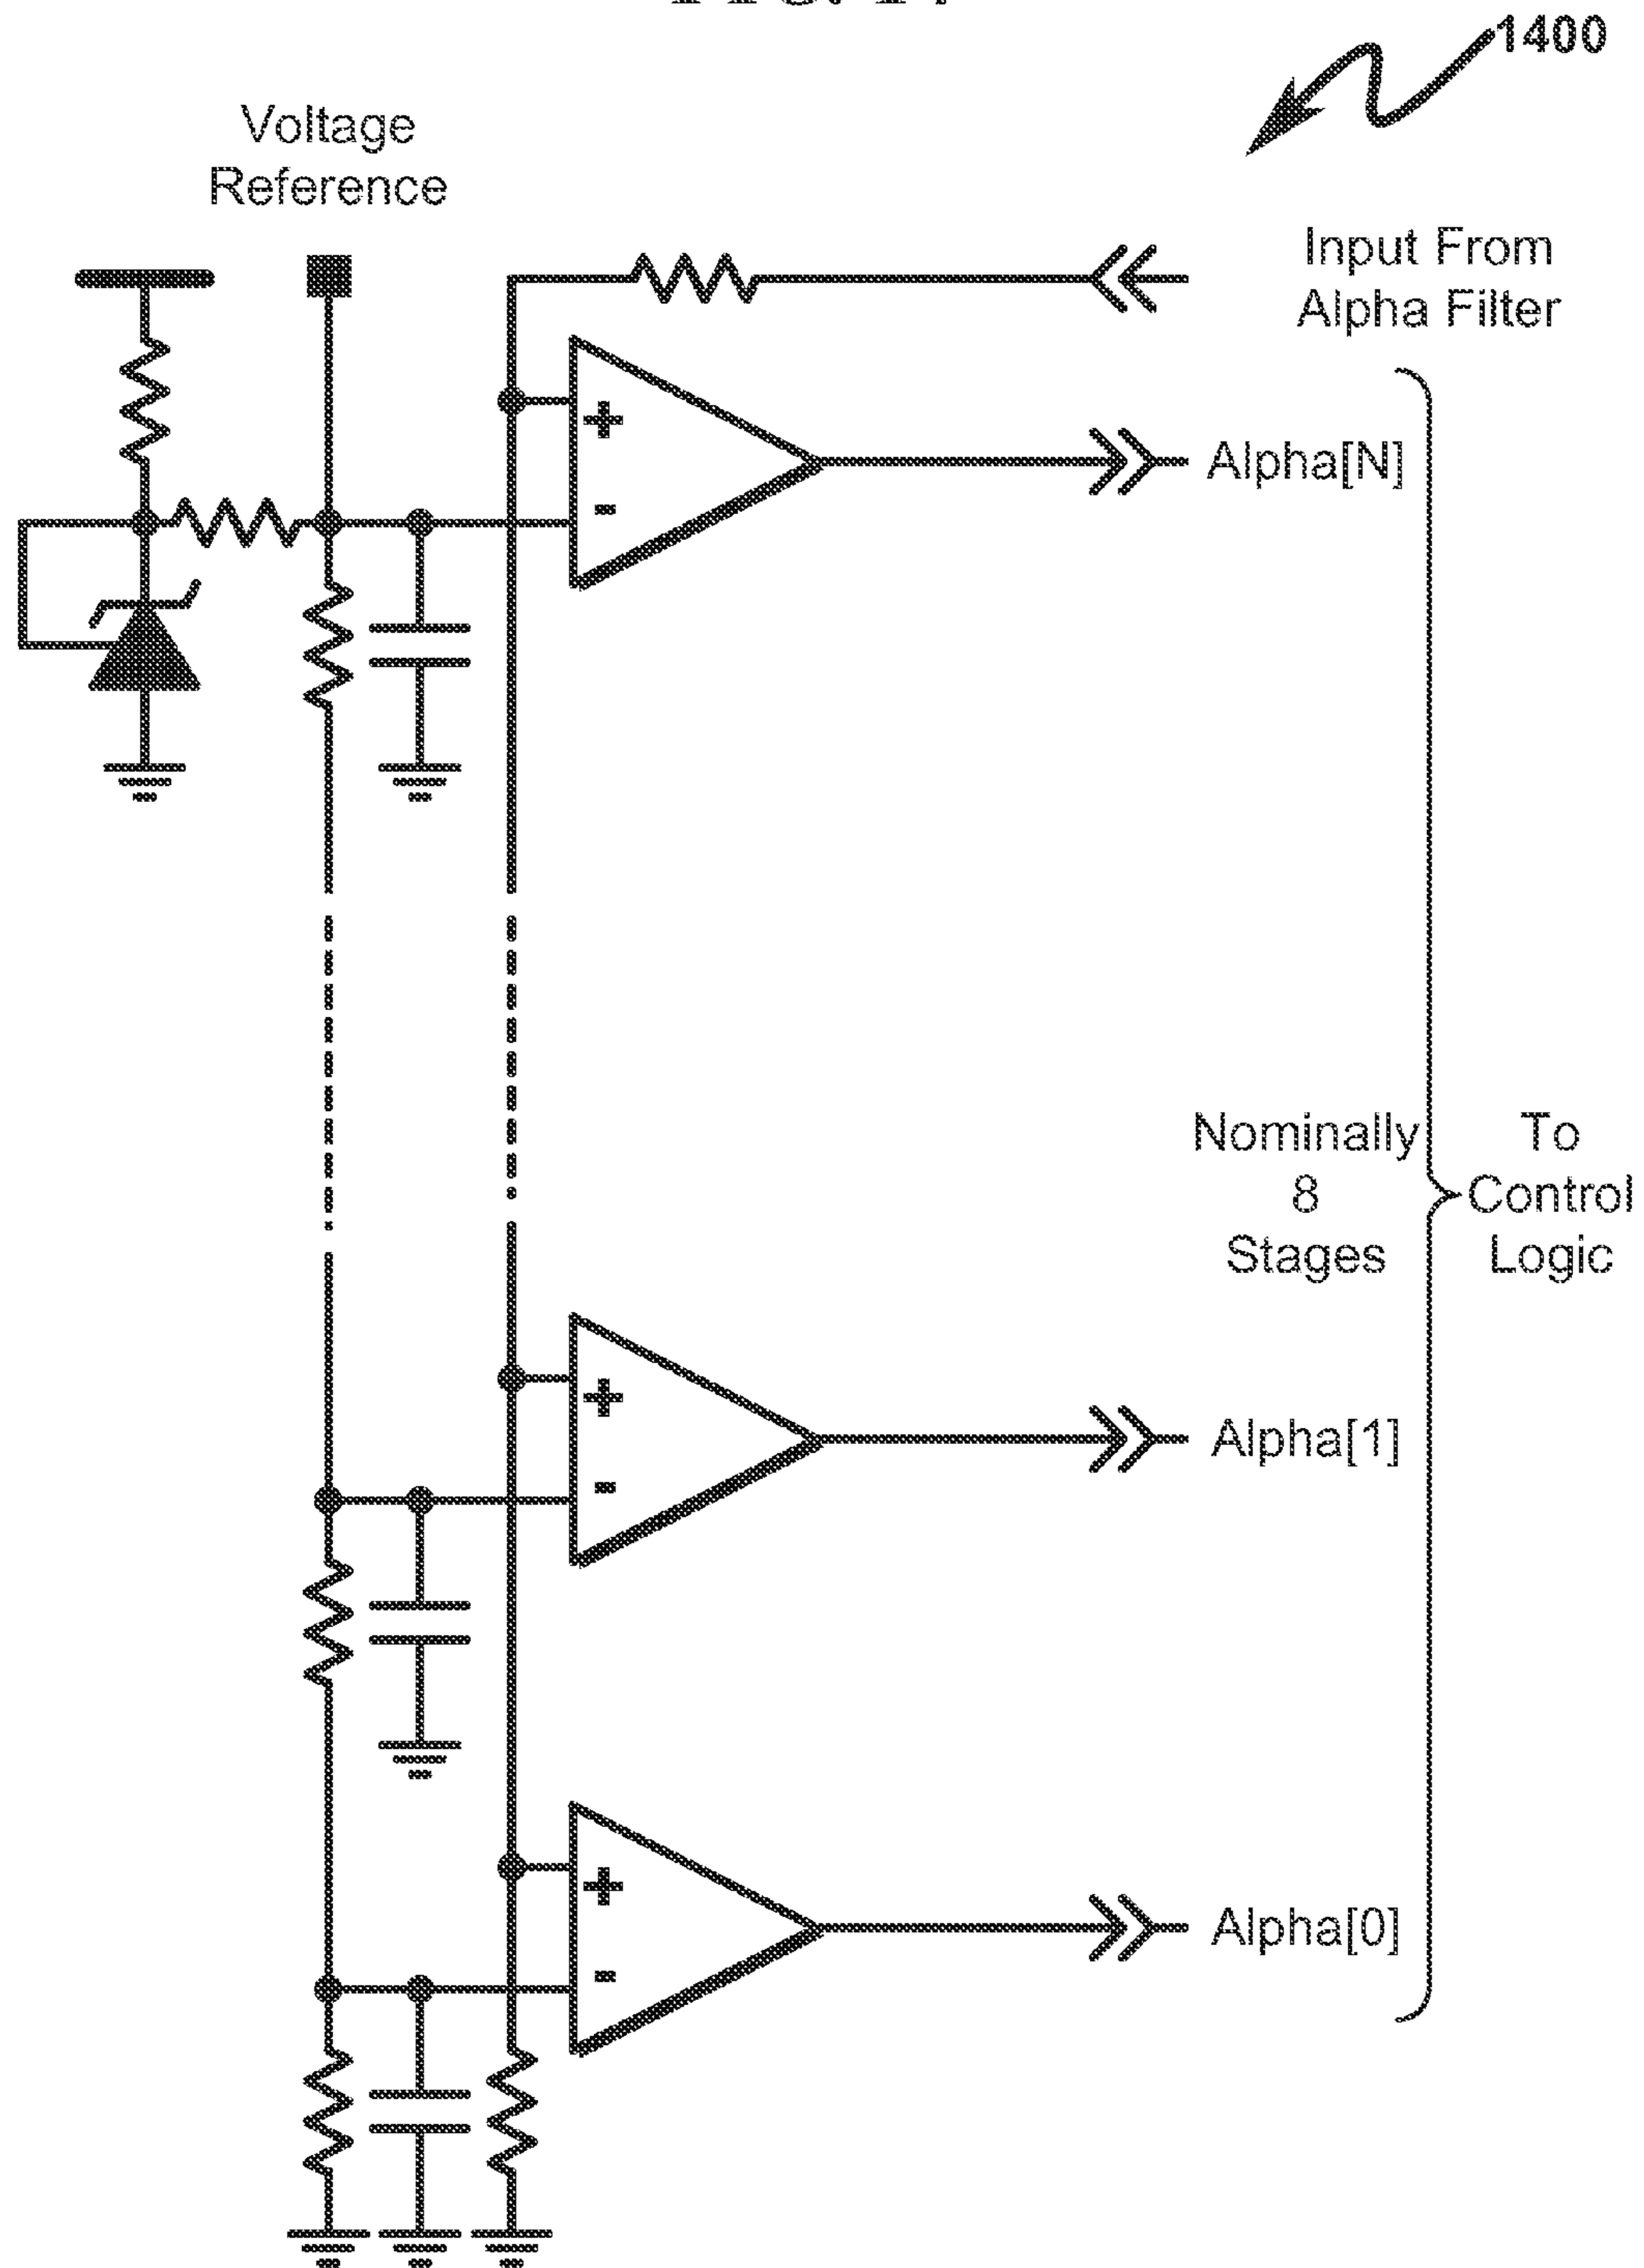 1400
Voltage
Reference
Input From
Alpha Filter
+
-
Alpha[N]
Nominally
8
Stages
To
Control
Logic
+
-
Alpha[1]
+
-
Alpha[0]